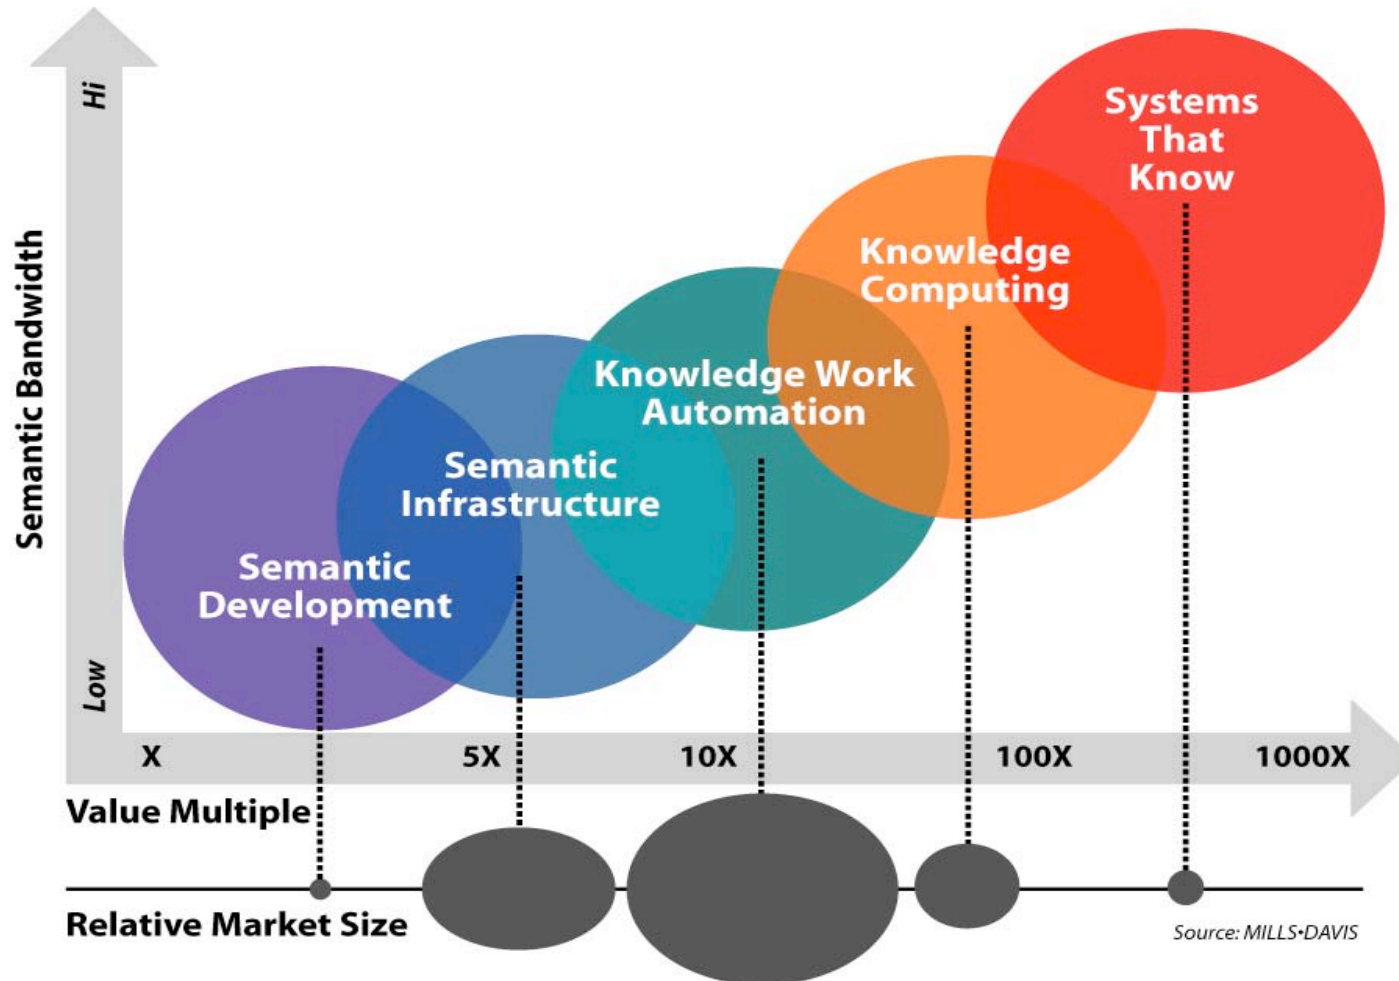 Hi
Semantic Bandwidth
Low
Systems
That
Know
Knowledge
Computing
Knowledge Work
Automation
Semantic
Infrastructure
Semantic
Development
X 5X 10X 100X 1000X
Value Multiple
Relative Market Size
Source: MILLS•DAVIS